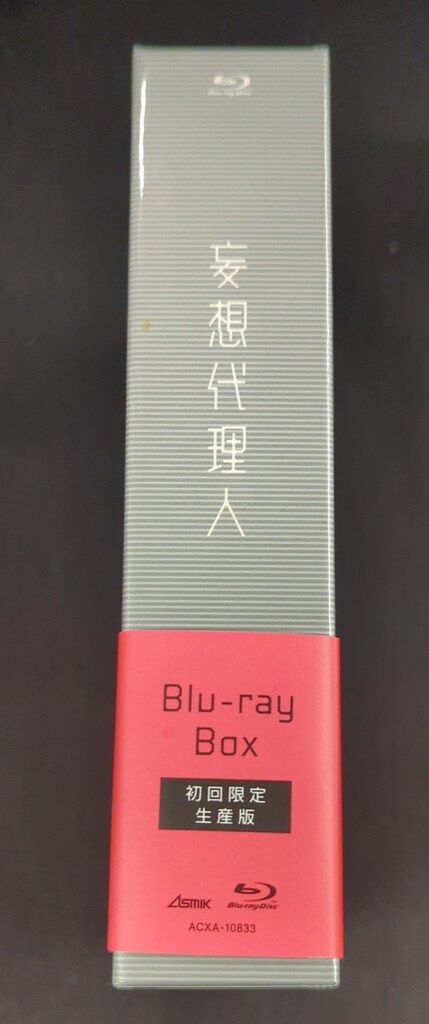 Blu-ray Disc
妄想代理人
Blu-ray
Box
初回限定
生産版
ASMIK
Blu-ray Disc
ACXA-10833